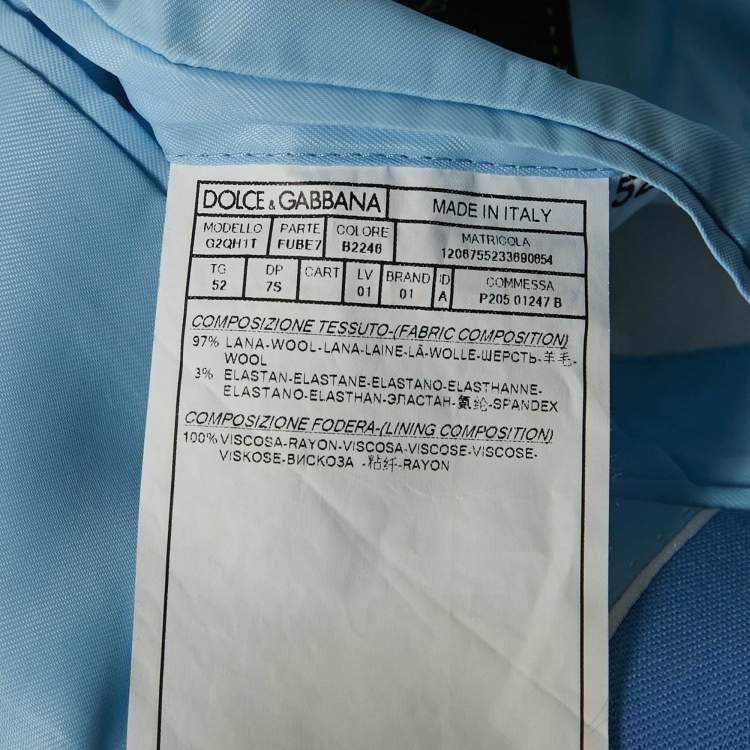 DOLCE & GABBANA MADE IN ITALY
MODELLO PARTE COLORE MATRICOLA
G2QH1T FUBE7 B2246 1206755233690654
TG DP CART LV BRAND ID COMMESSA
52 7S 01 01 A P205 01247 B
COMPOSIZIONE TESSUTO-(FABRIC COMPOSITION)
97% LANA-WOOL-LANA-LAINE-LÃ-WOLLE-ШЕРСТЬ-羊毛-
WOOL
3% ELASTAN-ELASTANE-ELASTANO-ELASTHANNE-
ELASTANO-ELASTHAN-ЭЛАСТАН-氨纶-SPANDEX
COMPOSIZIONE FODERA-(LINING COMPOSITION)
100% VISCOSA-RAYON-VISCOSA-VISCOSE-VISCOSE-
VISKOSE-ВИСКОЗА -粘纤-RAYON